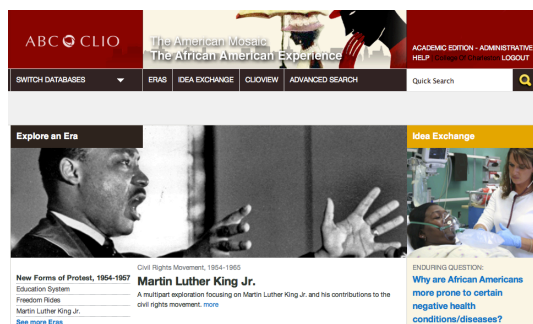 ABC CLIO
The American Mosaic
The African American Experience
ACADEMIC EDITION - ADMINISTRATIVE
HELP College Of Charleston LOGOUT
SWITCH DATABASES
ERAS
IDEA EXCHANGE
CLIOVIEW
ADVANCED SEARCH
Quick Search
Explore an Era
Idea Exchange
New Forms of Protest, 1954-1957
Education System
Freedom Rides
Martin Luther King Jr.
See more Eras
Civil Rights Movement, 1954-1965
Martin Luther King Jr.
A multipart exploration focusing on Martin Luther King Jr. and his contributions to the
civil rights movement. more
ENDURING QUESTION:
Why are African Americans
more prone to certain
negative health
conditions/diseases?